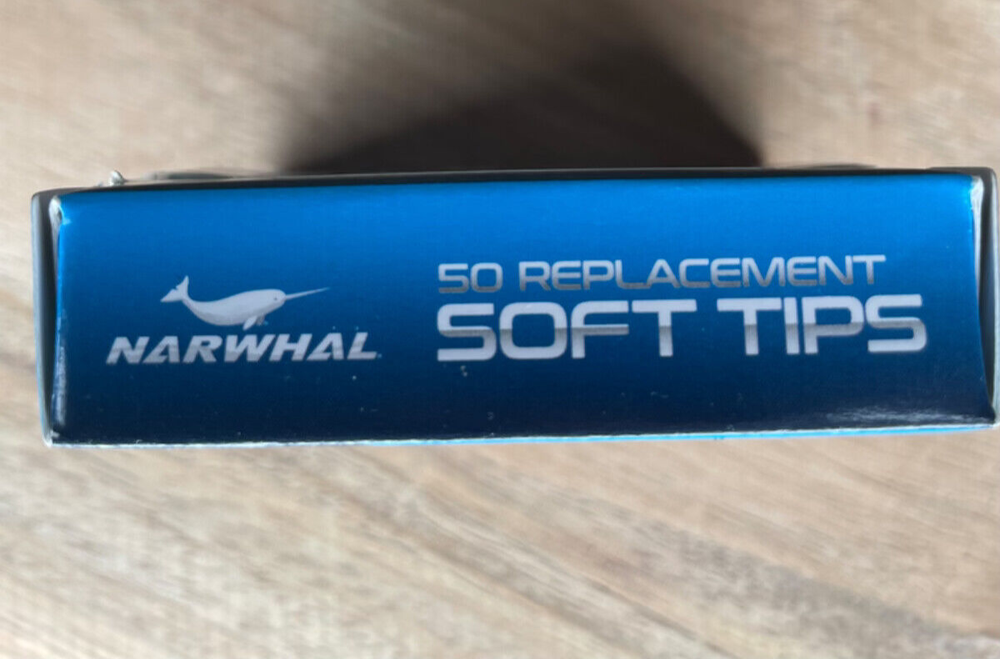 NARWHAL
50 REPLACEMENT
SOFT TIPS